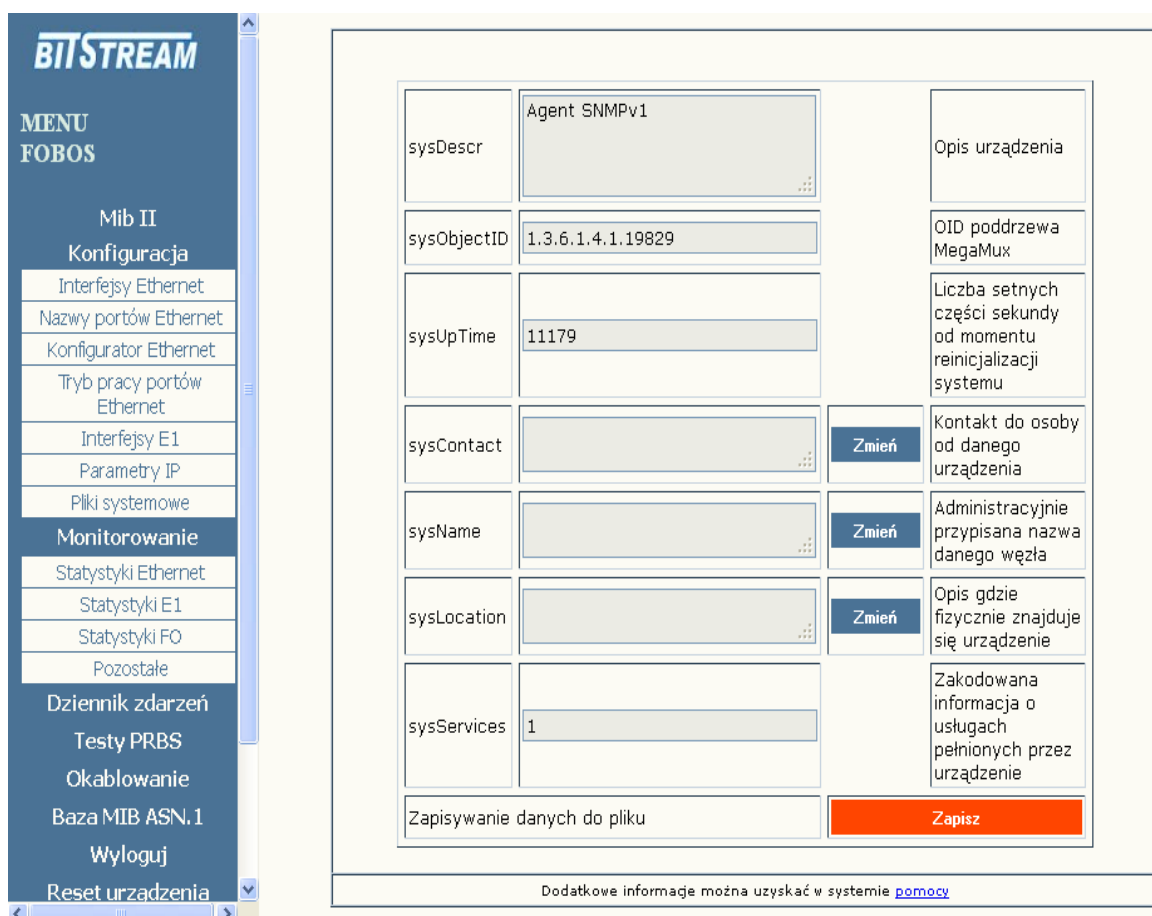 BITSTREAM
MENU
FOBOS
Mib II
Konfiguracja
Interfejsy Ethernet
Nazwy portów Ethernet
Konfigurator Ethernet
Tryb pracy portów
Ethernet
Interfejsy E1
Parametry IP
Pliki systemowe
Monitorowanie
Statystyki Ethernet
Statystyki E1
Statystyki FO
Pozostałe
Dziennik zdarzeń
Testy PRBS
Okablowanie
Baza MIB ASN.1
Wyloguj
Reset urządzenia
sysDescr
Agent SNMPv1
Opis urządzenia
sysObjectID
1.3.6.1.4.1.19829
OID poddrzewa
MegaMux
sysUpTime
11179
Liczba setnych
części sekundy
od momentu
reinicjalizacji
systemu
sysContact
Zmień
Kontakt do osoby
od danego
urządzenia
sysName
Zmień
Administracyjnie
przypisana nazwa
danego węzła
sysLocation
Zmień
Opis gdzie
fizycznie znajduje
się urządzenie
sysServices
1
Zakodowana
informacja o
usługach
pełnionych przez
urządzenie
Zapisywanie danych do pliku
Zapisz
Dodatkowe informacje można uzyskać w systemie pomocy